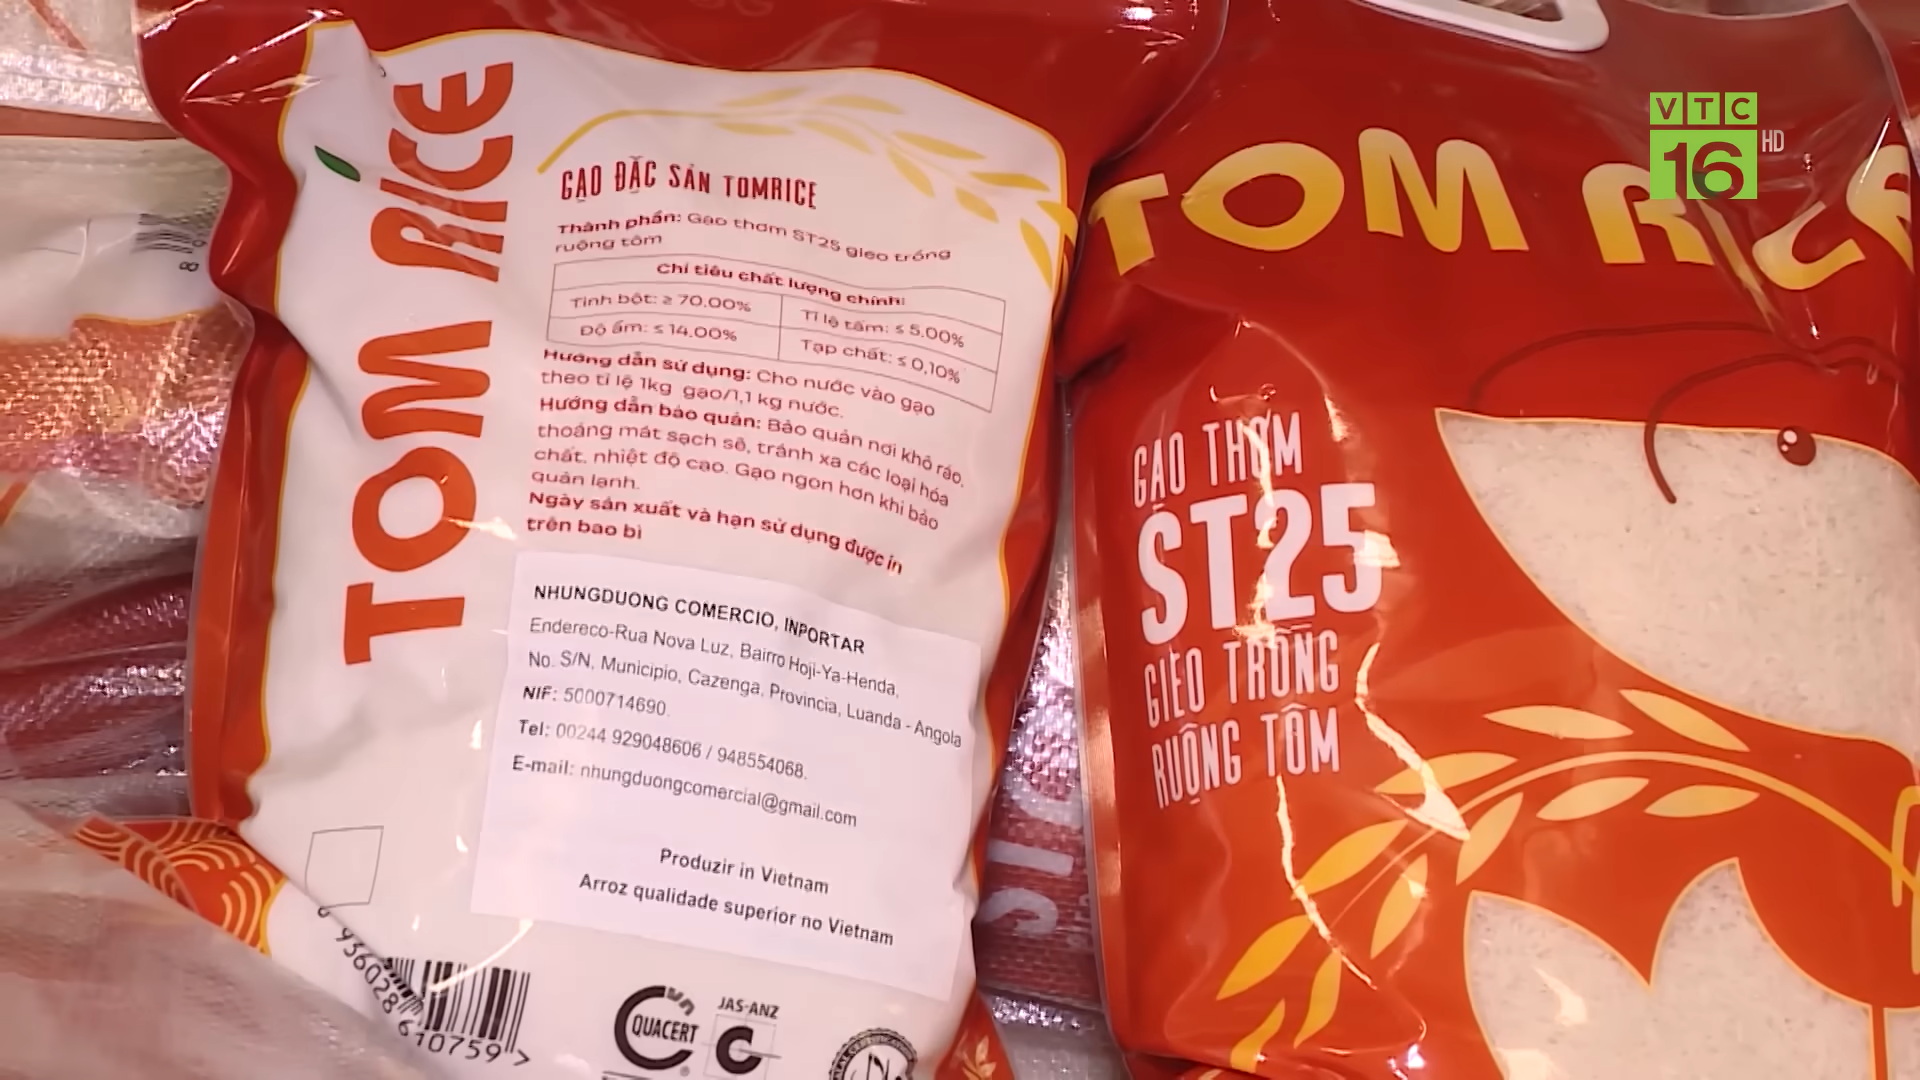 TOM RICE
GẠO ĐẶC SẢN TOMRICE
Thành phần: Gạo thơm ST25 gieo trồng
ruộng tôm
Chỉ tiêu chất lượng chính:
Tinh bột: ≥ 70.00%
Tỉ lệ tấm: ≤ 5.00%
Độ ẩm: ≤ 14.00%
Tạp chất: ≤ 0,10%
Hướng dẫn sử dụng: Cho nước vào gạo
theo tỉ lệ 1kg gạo/1,1 kg nước.
Hướng dẫn bảo quản: Bảo quản nơi khô ráo,
thoáng mát sạch sẽ, tránh xa các loại hóa
chất, nhiệt độ cao. Gạo ngon hơn khi bảo
quản lạnh.
Ngày sản xuất và hạn sử dụng được in
trên bao bì
NHUNGDUONG COMERCIO, INPORTAR
Endereco-Rua Nova Luz, Bairro Hoji-Ya-Henda,
No. S/N, Municipio, Cazenga, Provincia, Luanda - Angola
NIF: 5000714690.
Tel: 00244 929048606 / 948554068.
E-mail: nhungduongcomercial@gmail.com
Produzir in Vietnam
Arroz qualidade superior no Vietnam
8 936028 610759
QUACERT
JAS-ANZ
TOM RICE
GẠO THƠM
ST25
GIEO TRỒNG
RUỘNG TÔM
VTC
16 HD